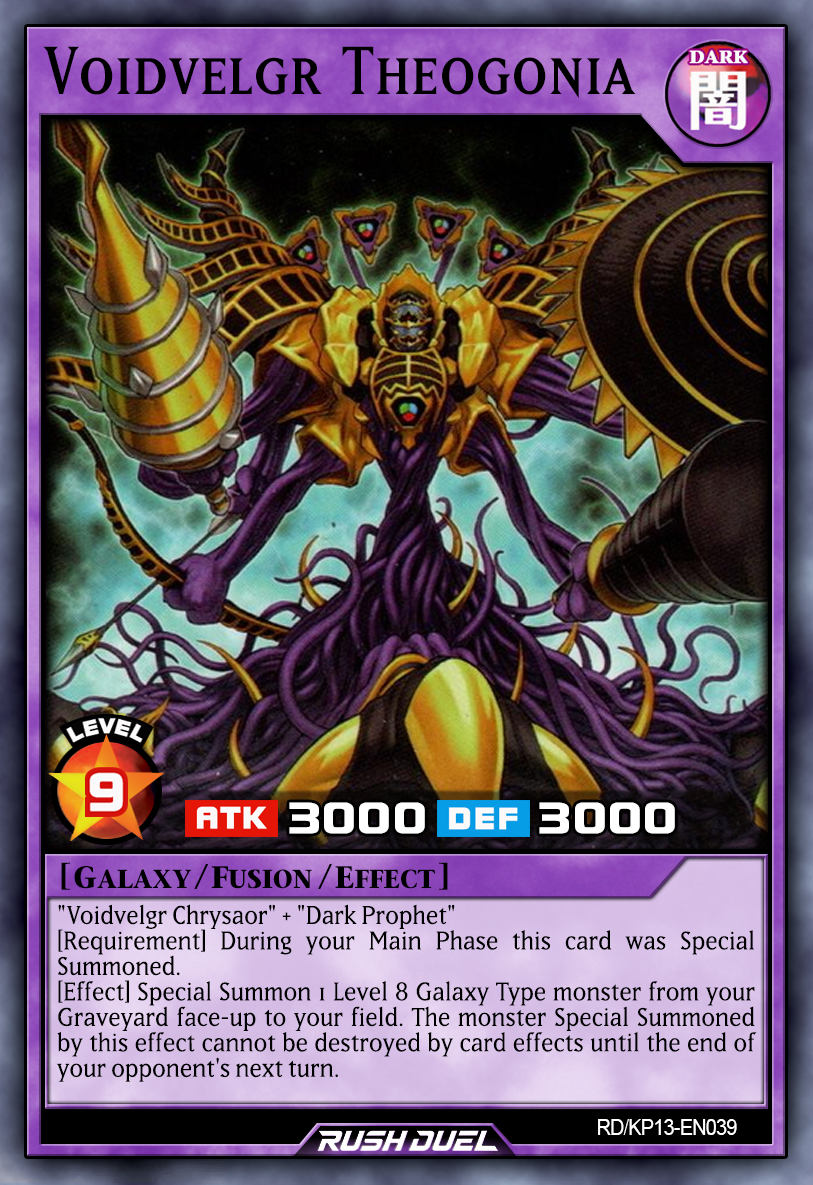 Voidvelgr Theogonia
DARK
闇
LEVEL
9
ATK 3000 DEF 3000
[Galaxy/Fusion/Effect]
"Voidvelgr Chrysaor" + "Dark Prophet"
[Requirement] During your Main Phase this card was Special
Summoned.
[Effect] Special Summon 1 Level 8 Galaxy Type monster from your
Graveyard face-up to your field. The monster Special Summoned
by this effect cannot be destroyed by card effects until the end of
your opponent's next turn.
RD/KP13-EN039
RUSH DUEL